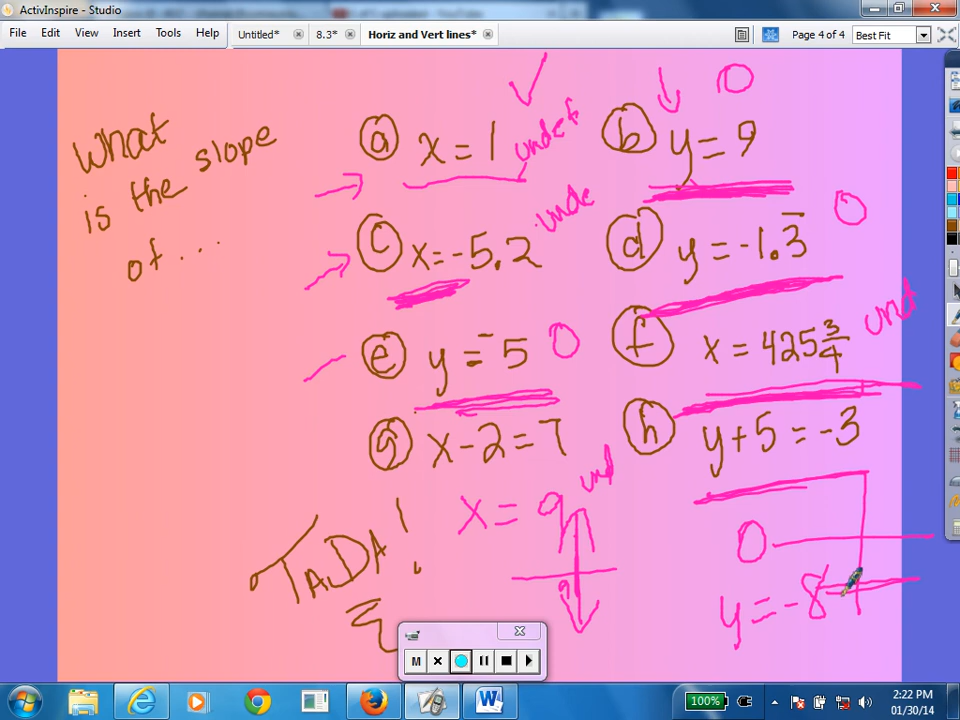 ActivInspire - Studio
File Edit View Insert Tools Help Untitled* 8.3* Horiz and Vert lines* Page 4 of 4 Best Fit
What
is the slope
of ...
a x = 1 undef
b y = 9 0
c x = -5.2 unde
d y = -1.3̅ 0
e y = -5 0
f x = 425 3/4 und
g x - 2 = 7
x = 9 und
h y + 5 = -3
0
y = -8
TADA!
M
100% 2:22 PM
01/30/14